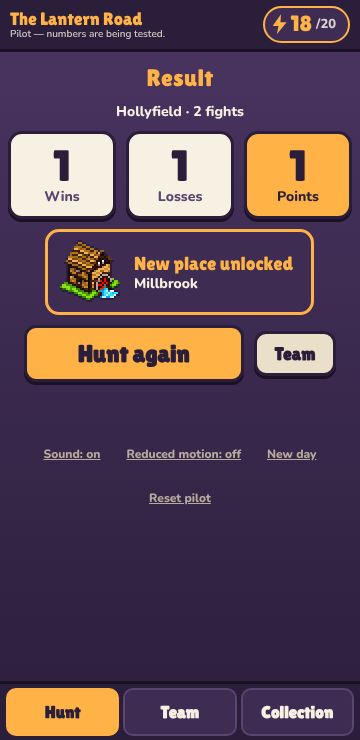 The Lantern Road
Pilot — numbers are being tested.
18 /20
Result
Hollyfield · 2 fights
1
Wins
1
Losses
1
Points
New place unlocked
Millbrook
Hunt again
Team
Sound: on
Reduced motion: off
New day
Reset pilot
Hunt
Team
Collection